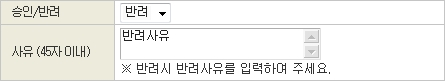 승인/반려 반려
사유 (45자 이내) 반려사유
※ 반려시 반려사유를 입력하며 주세요.